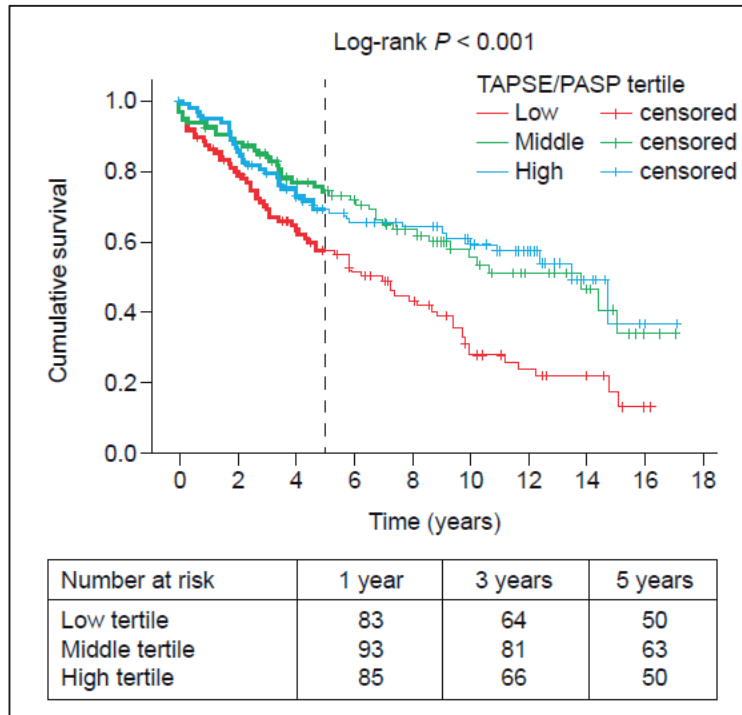 Log-rank P < 0.001
TAPSE/PASP tertile
Low censored
Middle censored
High censored
Cumulative survival
1.0
0.8
0.6
0.4
0.2
0.0
0 2 4 6 8 10 12 14 16 18
Time (years)
Number at risk 1 year 3 years 5 years
Low tertile 83 64 50
Middle tertile 93 81 63
High tertile 85 66 50